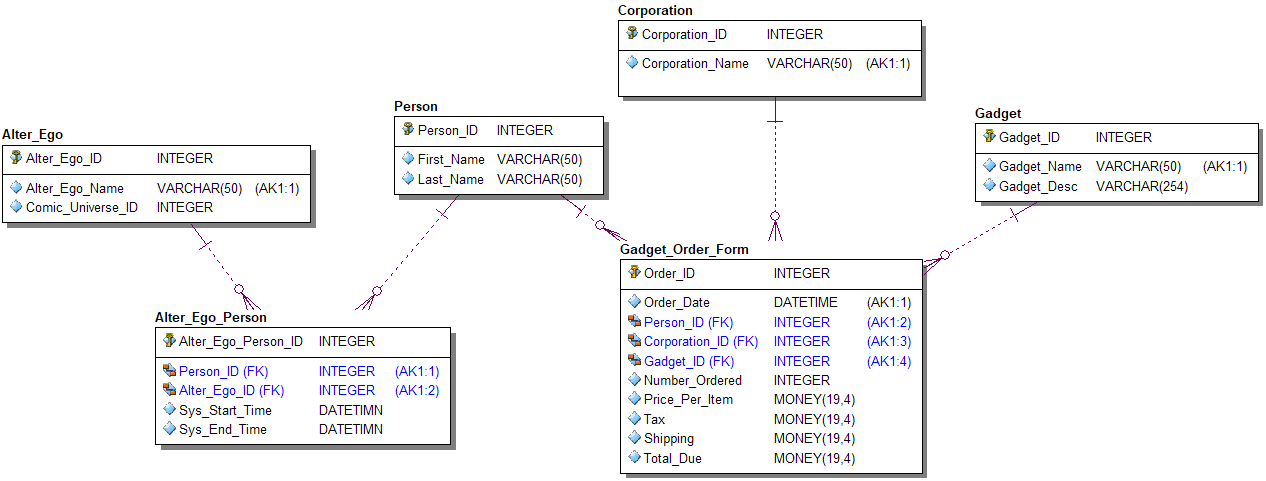 Corporation
Corporation_ID INTEGER
Corporation_Name VARCHAR(50) (AK1:1)
Person
Person_ID INTEGER
First_Name VARCHAR(50)
Last_Name VARCHAR(50)
Gadget
Gadget_ID INTEGER
Gadget_Name VARCHAR(50) (AK1:1)
Gadget_Desc VARCHAR(254)
Alter_Ego
Alter_Ego_ID INTEGER
Alter_Ego_Name VARCHAR(50) (AK1:1)
Comic_Universe_ID INTEGER
Gadget_Order_Form
Order_ID INTEGER
Order_Date DATETIME (AK1:1)
Person_ID (FK) INTEGER (AK1:2)
Corporation_ID (FK) INTEGER (AK1:3)
Gadget_ID (FK) INTEGER (AK1:4)
Number_Ordered INTEGER
Price_Per_Item MONEY(19,4)
Tax MONEY(19,4)
Shipping MONEY(19,4)
Total_Due MONEY(19,4)
Alter_Ego_Person
Alter_Ego_Person_ID INTEGER
Person_ID (FK) INTEGER (AK1:1)
Alter_Ego_ID (FK) INTEGER (AK1:2)
Sys_Start_Time DATETIMN
Sys_End_Time DATETIMN